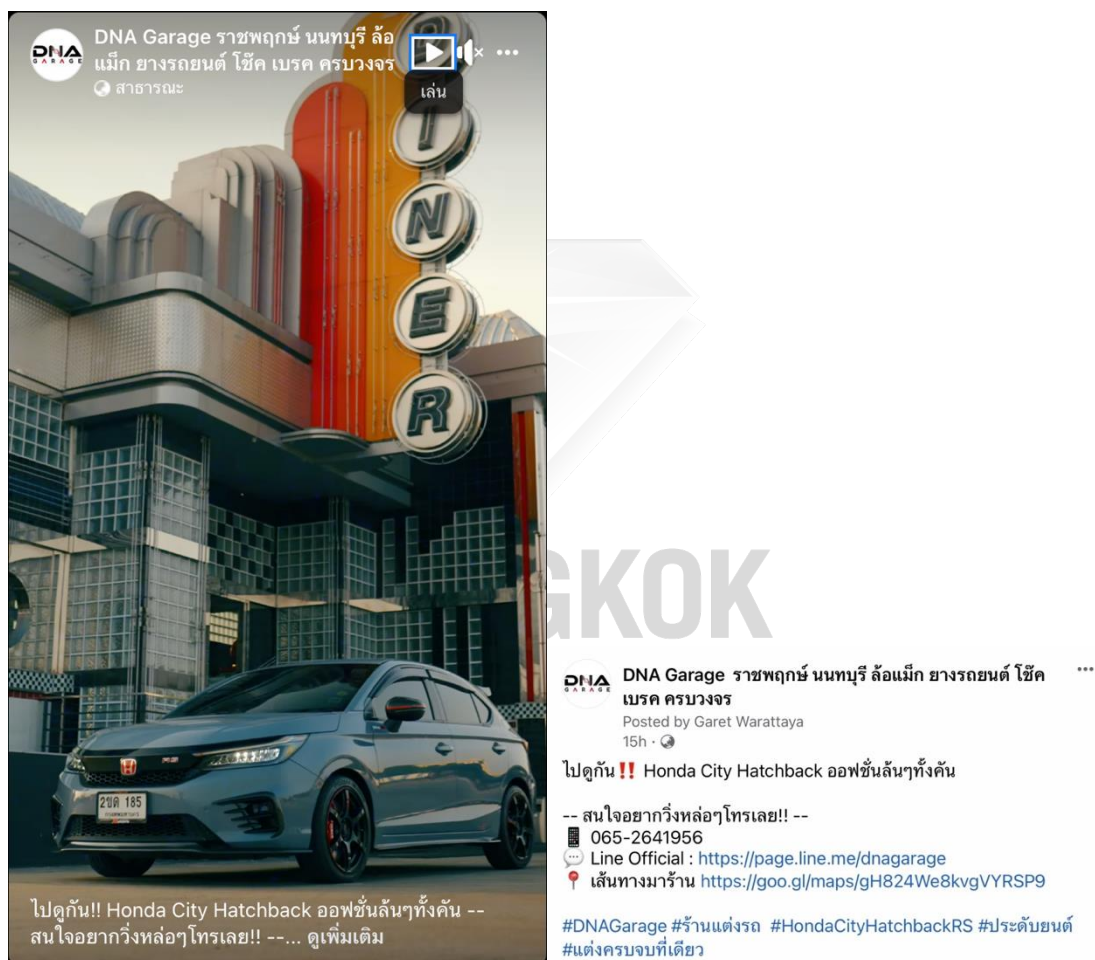 DNA GARAGE
DNA Garage ราชพฤกษ์ นนทบุรี ล้อ
แม็ก ยางรถยนต์ โช๊ค เบรค ครบวงจร
สาธารณะ
เล่น
I
N
E
R
RS
2ขด 185
ไปดูกัน!! Honda City Hatchback ออฟชั่นล้นๆทั้งคัน --
สนใจอยากวิ่งหล่อๆโทรเลย!! --... ดูเพิ่มเติม
GKOK
DNA GARAGE
DNA Garage ราชพฤกษ์ นนทบุรี ล้อแม็ก ยางรถยนต์ โช๊ค
เบรค ครบวงจร
Posted by Garet Warattaya
15h ·
ไปดูกัน‼️ Honda City Hatchback ออฟชั่นล้นๆทั้งคัน
-- สนใจอยากวิ่งหล่อๆโทรเลย!! --
065-2641956
Line Official : https://page.line.me/dnagarage
เส้นทางมาร้าน https://goo.gl/maps/gH824We8kvgVYRSP9
#DNAGarage #ร้านแต่งรถ #HondaCityHatchbackRS #ประดับยนต์
#แต่งครบจบที่เดียว